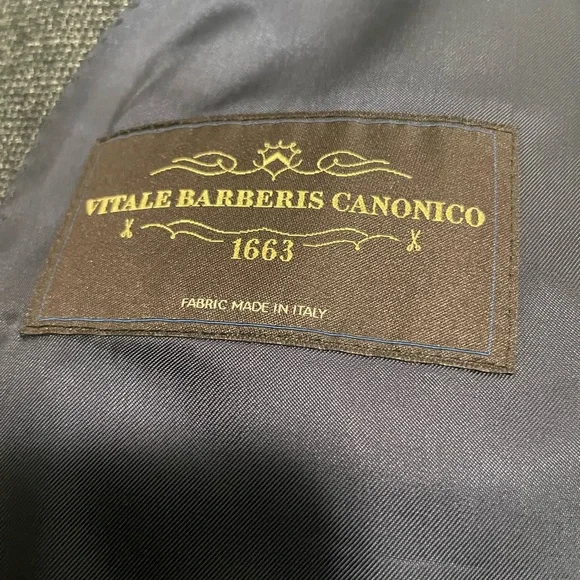 VITALE BARBERIS CANONICO
1663
FABRIC MADE IN ITALY